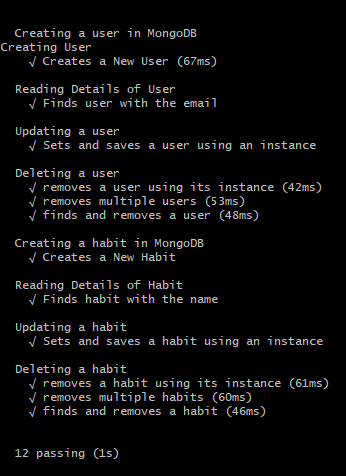 Creating a user in MongoDB
Creating User
√ Creates a New User (67ms)
Reading Details of User
√ Finds user with the email
Updating a user
√ Sets and saves a user using an instance
Deleting a user
√ removes a user using its instance (42ms)
√ removes multiple users (53ms)
√ finds and removes a user (48ms)
Creating a habit in MongoDB
√ Creates a New Habit
Reading Details of Habit
√ Finds habit with the name
Updating a habit
√ Sets and saves a habit using an instance
Deleting a habit
√ removes a habit using its instance (61ms)
√ removes multiple habits (60ms)
√ finds and removes a habit (46ms)
12 passing (1s)